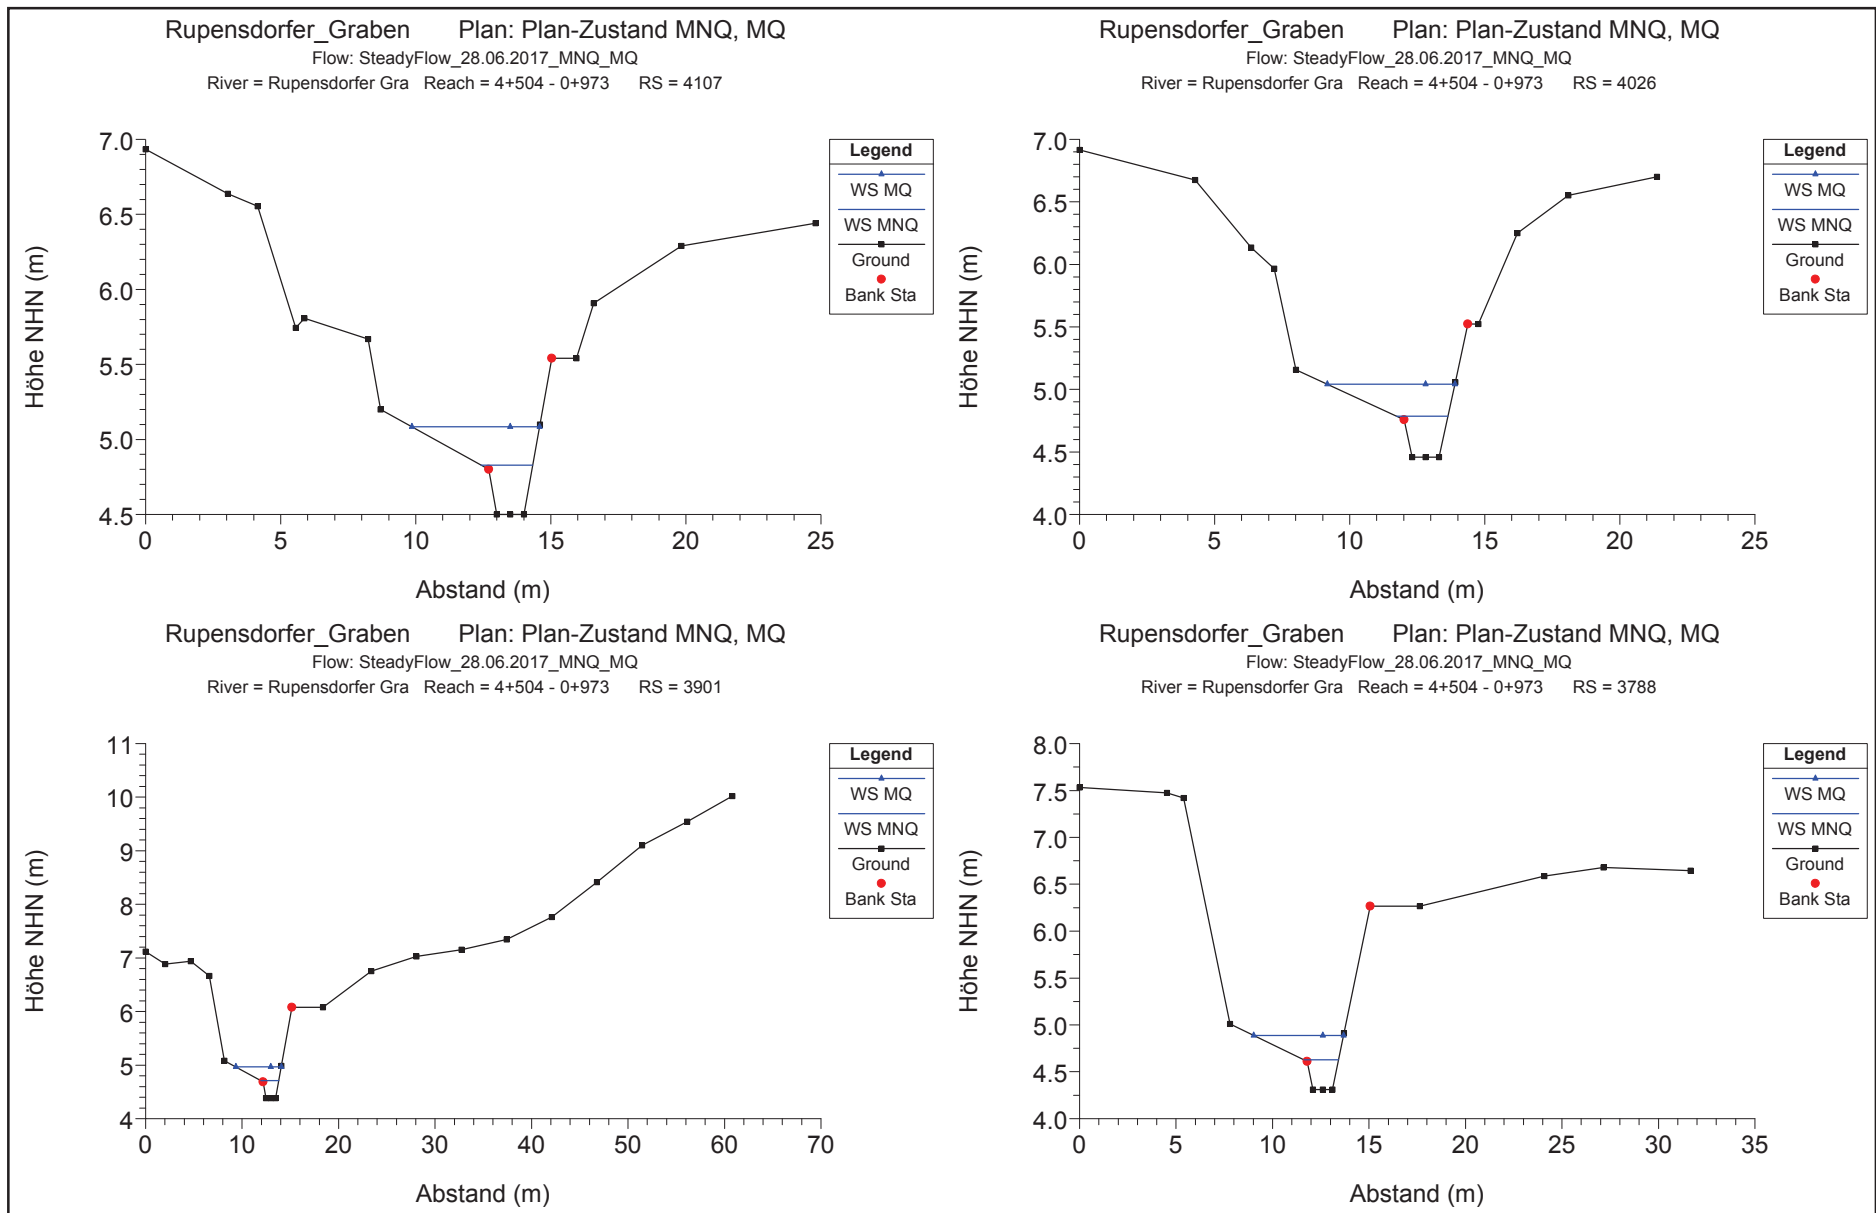 Rupensdorfer_Graben Plan: Plan-Zustand MNQ, MQ
Flow: SteadyFlow_28.06.2017_MNQ_MQ
River = Rupensdorfer Gra Reach = 4+504 - 0+973 RS = 4107
7.0
6.5
6.0
5.5
5.0
4.5
0 5 10 15 20 25
Höhe NHN (m)
Abstand (m)
Legend
WS MQ
WS MNQ
Ground
Bank Sta
Rupensdorfer_Graben Plan: Plan-Zustand MNQ, MQ
Flow: SteadyFlow_28.06.2017_MNQ_MQ
River = Rupensdorfer Gra Reach = 4+504 - 0+973 RS = 4026
7.0
6.5
6.0
5.5
5.0
4.5
4.0
0 5 10 15 20 25
Höhe NHN (m)
Abstand (m)
Legend
WS MQ
WS MNQ
Ground
Bank Sta
Rupensdorfer_Graben Plan: Plan-Zustand MNQ, MQ
Flow: SteadyFlow_28.06.2017_MNQ_MQ
River = Rupensdorfer Gra Reach = 4+504 - 0+973 RS = 3901
11
10
9
8
7
6
5
4
0 10 20 30 40 50 60 70
Höhe NHN (m)
Abstand (m)
Legend
WS MQ
WS MNQ
Ground
Bank Sta
Rupensdorfer_Graben Plan: Plan-Zustand MNQ, MQ
Flow: SteadyFlow_28.06.2017_MNQ_MQ
River = Rupensdorfer Gra Reach = 4+504 - 0+973 RS = 3788
8.0
7.5
7.0
6.5
6.0
5.5
5.0
4.5
4.0
0 5 10 15 20 25 30 35
Höhe NHN (m)
Abstand (m)
Legend
WS MQ
WS MNQ
Ground
Bank Sta